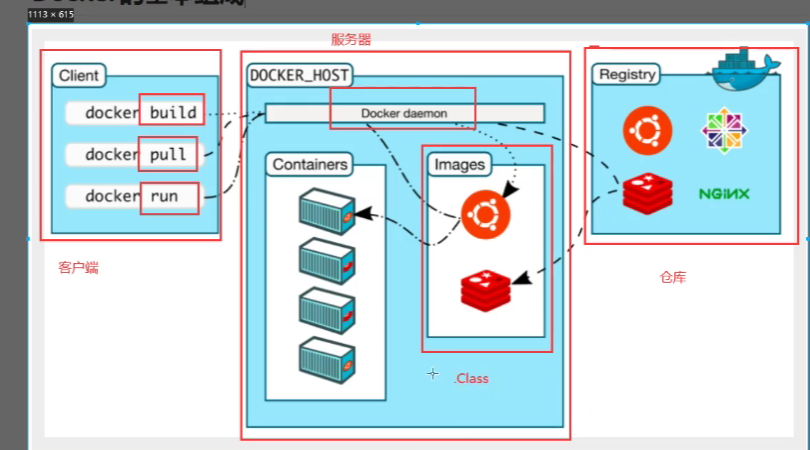 1113 × 615
服务器
Client
DOCKER_HOST
Registry
docker build
Docker daemon
docker pull
Containers
Images
docker run
NGiNX
客户端
仓库
.Class